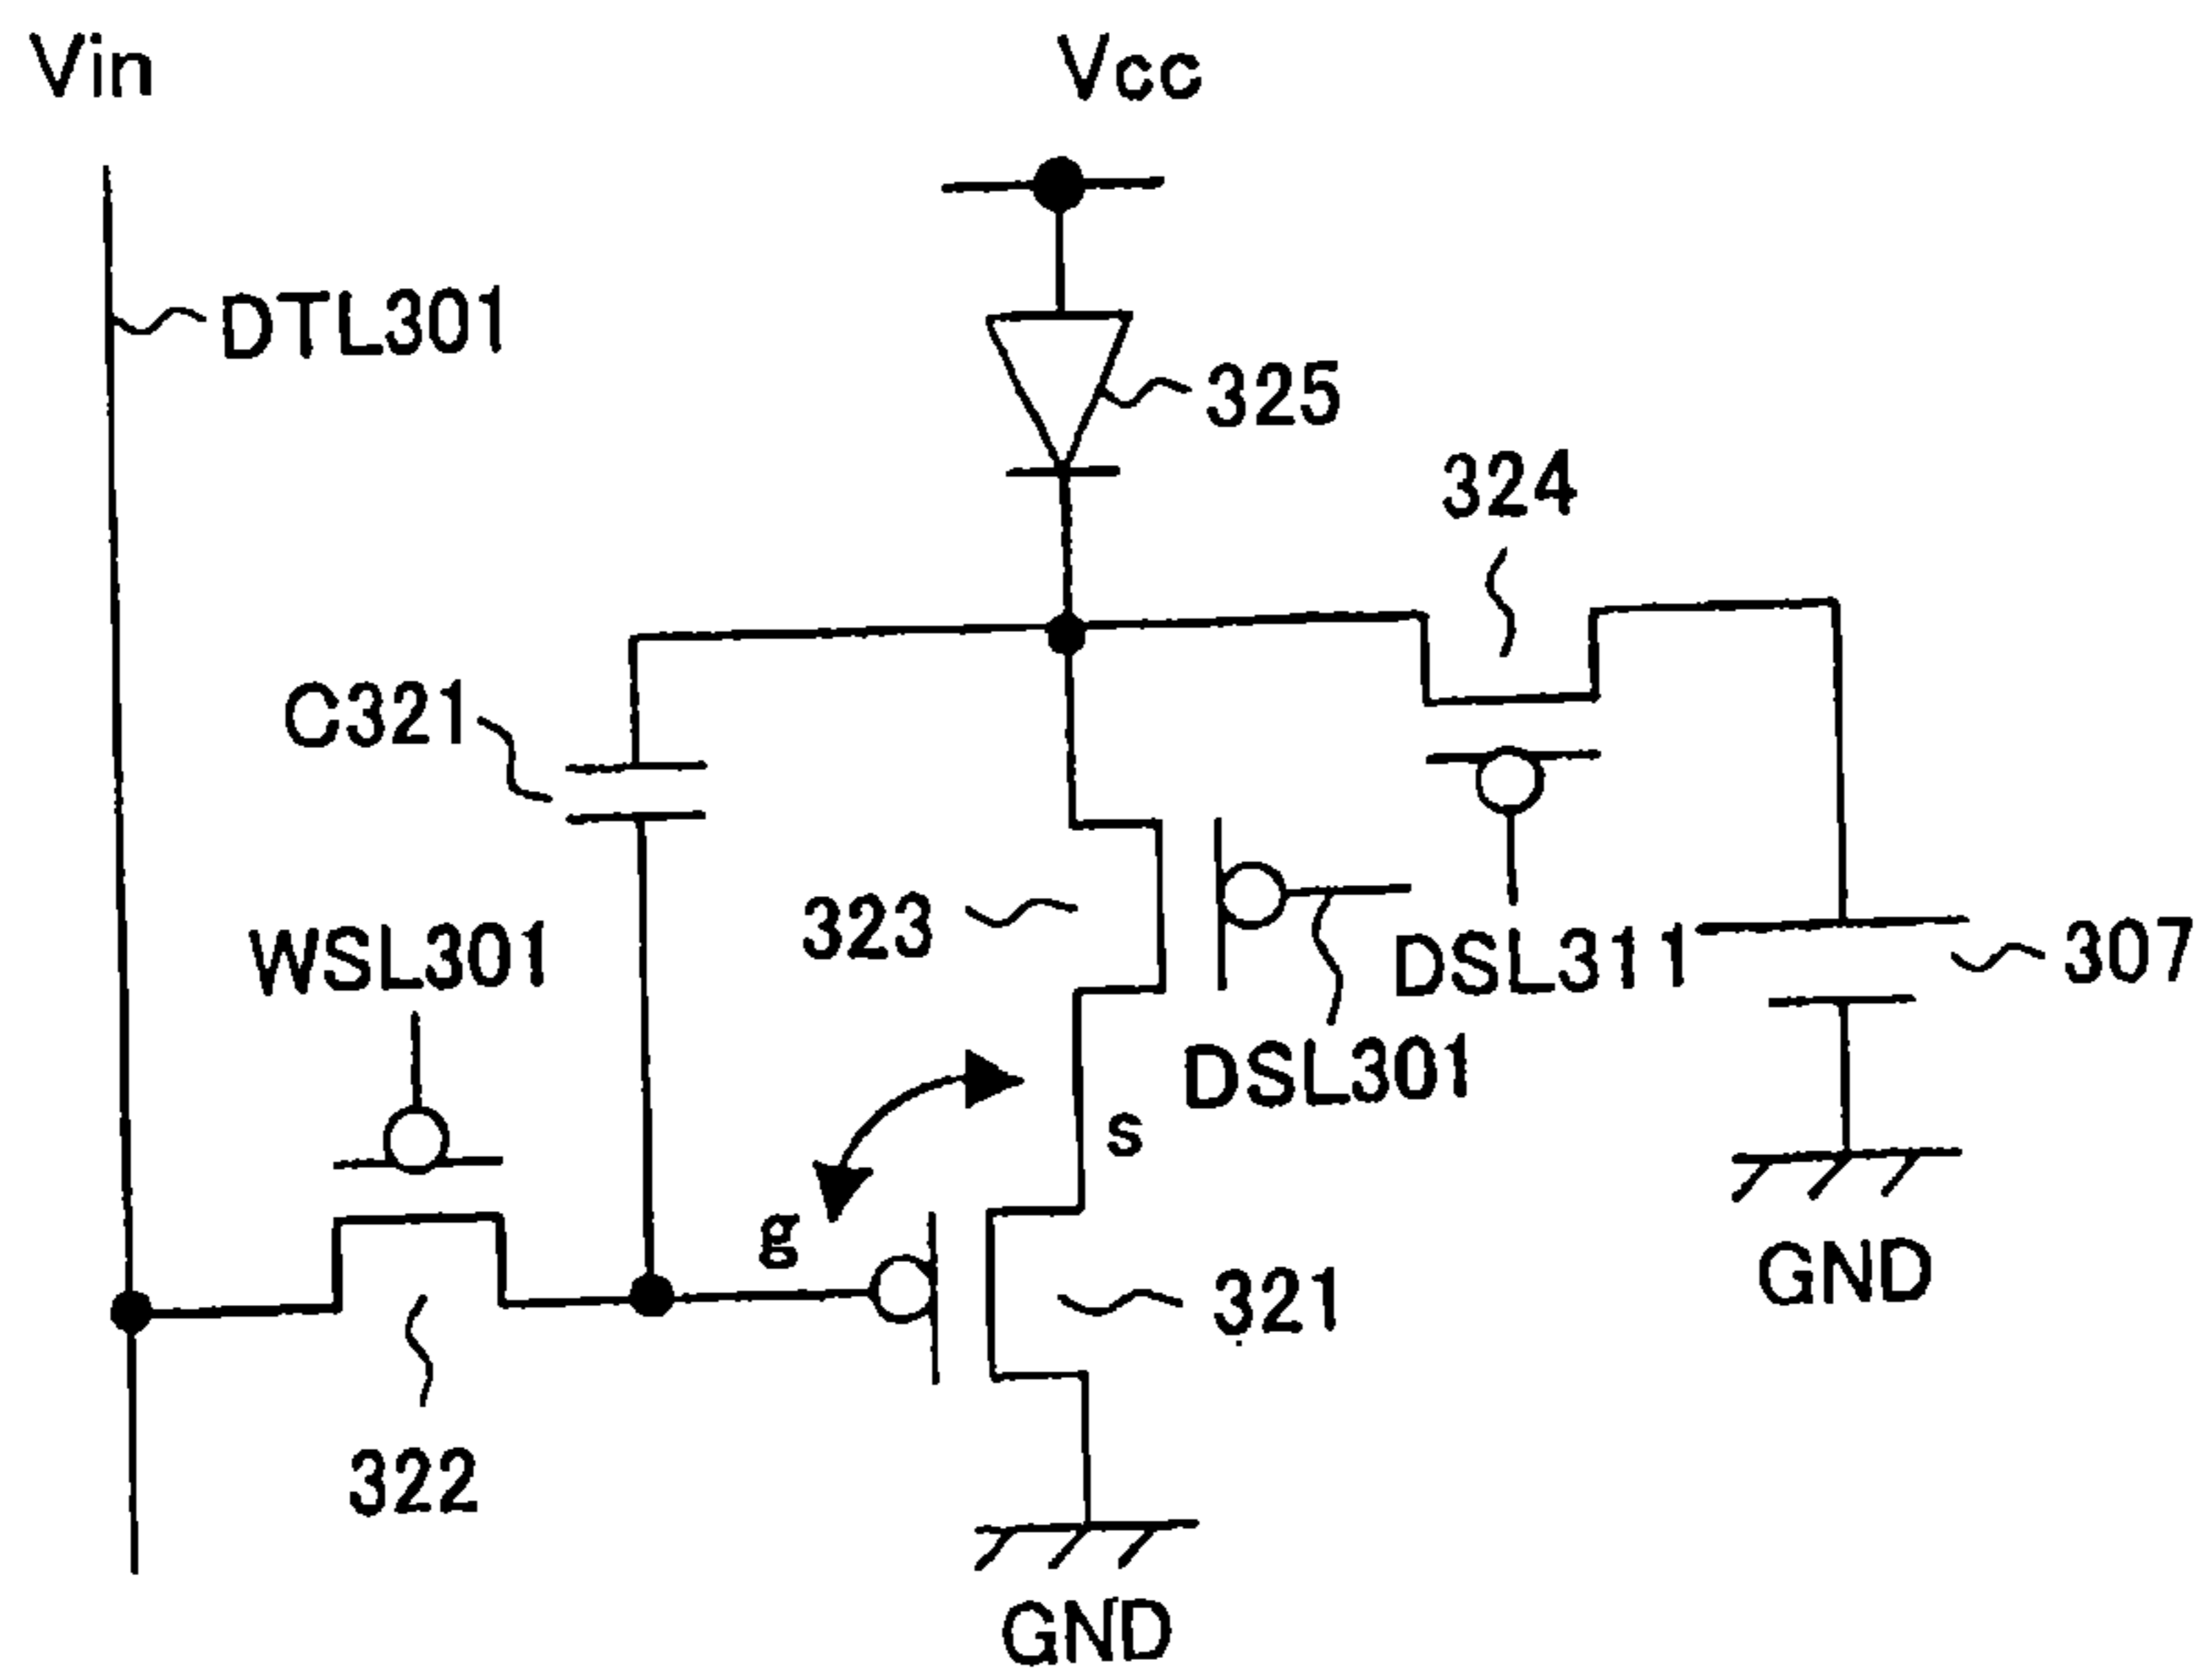 Vin
Vcc
DTL301
325
324
C321
323
WSL301
DSL311
307
DSL301
s
g
321
GND
322
GND